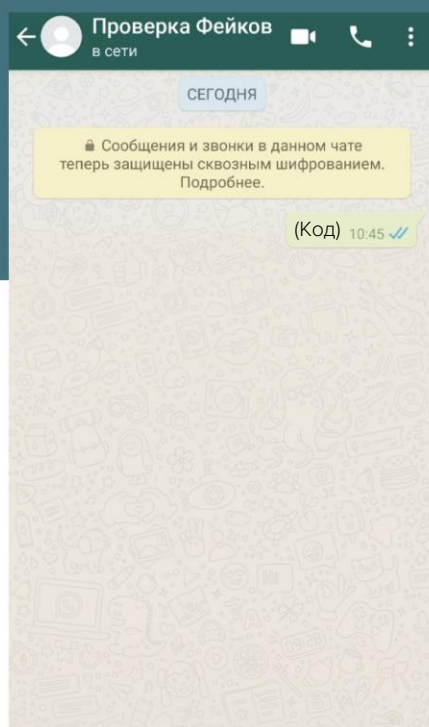 Проверка Фейков
в сети
СЕГОДНЯ
Сообщения и звонки в данном чате
теперь защищены сквозным шифрованием.
Подробнее.
(Код) 10:45